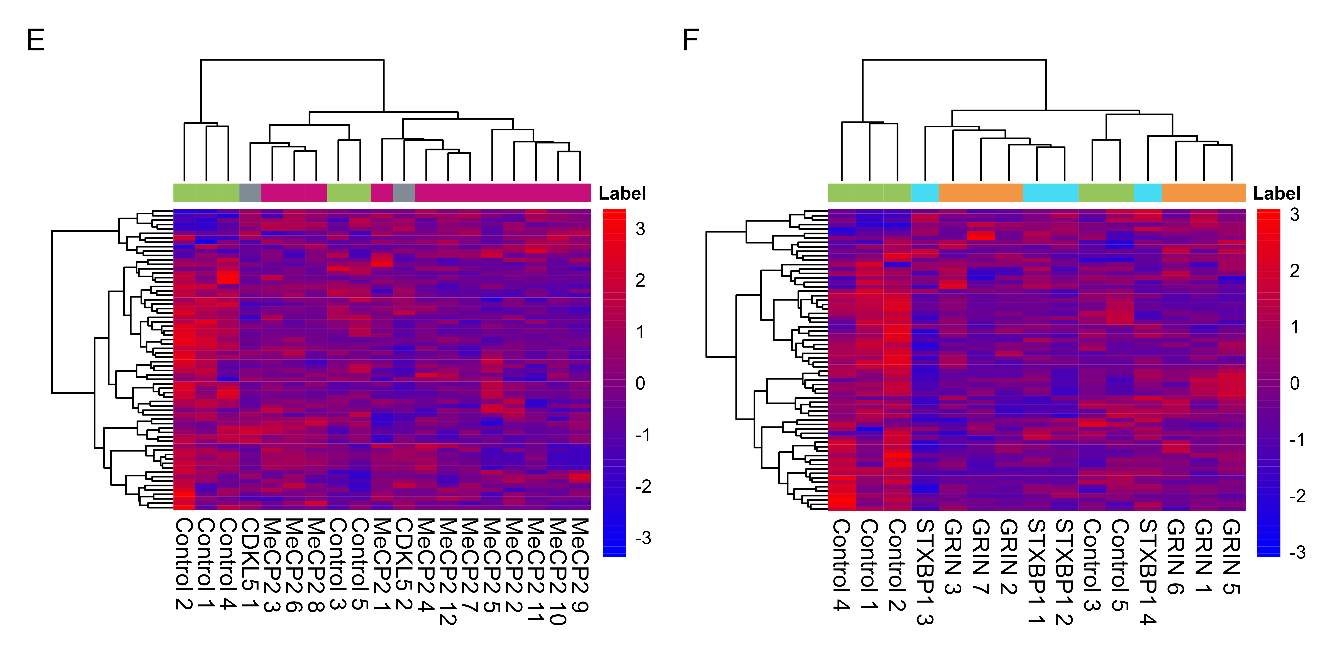 E
F
Label
3
2
1
0
-1
-2
-3
Control 2
Control 1
Control 4
CDKL5 1
MeCP2 3
MeCP2 6
MeCP2 8
Control 3
Control 5
MeCP2 1
CDKL5 2
MeCP2 4
MeCP2 12
MeCP2 7
MeCP2 5
MeCP2 2
MeCP2 11
MeCP2 10
MeCP2 9
Label
3
2
1
0
-1
-2
-3
Control 4
Control 1
Control 2
STXBP1 3
GRIN 3
GRIN 7
GRIN 2
STXBP1 1
STXBP1 2
Control 3
Control 5
STXBP1 4
GRIN 6
GRIN 1
GRIN 5